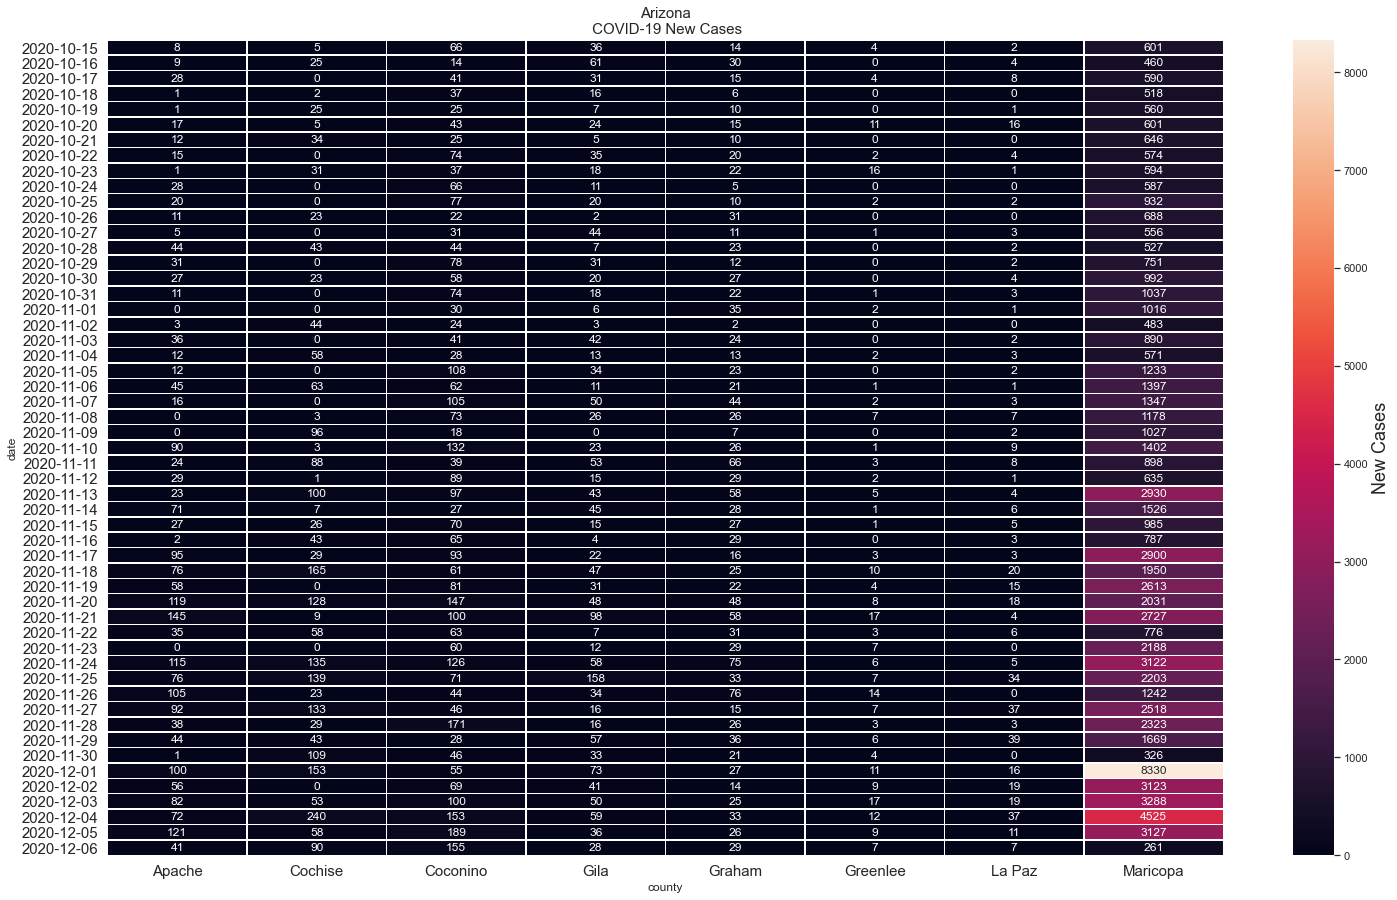 Arizona
COVID-19 New Cases
2020-10-15 8 5 66 36 14 4 2 601
2020-10-16 9 25 14 61 30 0 4 460
2020-10-17 28 0 41 31 15 4 8 590
2020-10-18 1 2 37 16 6 0 0 518
2020-10-19 1 25 25 7 10 0 1 560
2020-10-20 17 5 43 24 15 11 16 601
2020-10-21 12 34 25 5 10 0 0 646
2020-10-22 15 0 74 35 20 2 4 574
2020-10-23 1 31 37 18 22 16 1 594
2020-10-24 28 0 66 11 5 0 0 587
2020-10-25 20 0 77 20 10 2 2 932
2020-10-26 11 23 22 2 31 0 0 688
2020-10-27 5 0 31 44 11 1 3 556
2020-10-28 44 43 44 7 23 0 2 527
2020-10-29 31 0 78 31 12 0 2 751
2020-10-30 27 23 58 20 27 0 4 992
2020-10-31 11 0 74 18 22 1 3 1037
2020-11-01 0 0 30 6 35 2 1 1016
2020-11-02 3 44 24 3 2 0 0 483
2020-11-03 36 0 41 42 24 0 2 890
2020-11-04 12 58 28 13 13 2 3 571
2020-11-05 12 0 108 34 23 0 2 1233
2020-11-06 45 63 62 11 21 1 1 1397
2020-11-07 16 0 105 50 44 2 3 1347
2020-11-08 0 3 73 26 26 7 7 1178
2020-11-09 0 96 18 0 7 0 2 1027
2020-11-10 90 3 132 23 26 1 9 1402
2020-11-11 24 88 39 53 66 3 8 898
2020-11-12 29 1 89 15 29 2 1 635
2020-11-13 23 100 97 43 58 5 4 2930
2020-11-14 71 7 27 45 28 1 6 1526
2020-11-15 27 26 70 15 27 1 5 985
2020-11-16 2 43 65 4 29 0 3 787
2020-11-17 95 29 93 22 16 3 3 2900
2020-11-18 76 165 61 47 25 10 20 1950
2020-11-19 58 0 81 31 22 4 15 2613
2020-11-20 119 128 147 48 48 8 18 2031
2020-11-21 145 9 100 98 58 17 4 2727
2020-11-22 35 58 63 7 31 3 6 776
2020-11-23 0 0 60 12 29 7 0 2188
2020-11-24 115 135 126 58 75 6 5 3122
2020-11-25 76 139 71 158 33 7 34 2203
2020-11-26 105 23 44 34 76 14 0 1242
2020-11-27 92 133 46 16 15 7 37 2518
2020-11-28 38 29 171 16 26 3 3 2323
2020-11-29 44 43 28 57 36 6 39 1669
2020-11-30 1 109 46 33 21 4 0 326
2020-12-01 100 153 55 73 27 11 16 8330
2020-12-02 56 0 69 41 14 9 19 3123
2020-12-03 82 53 100 50 25 17 19 3288
2020-12-04 72 240 153 59 33 12 37 4525
2020-12-05 121 58 189 36 26 9 11 3127
2020-12-06 41 90 155 28 29 7 7 261
Apache Cochise Coconino Gila Graham Greenlee La Paz Maricopa
county
date
8000
7000
6000
5000
4000
3000
2000
1000
0
New Cases